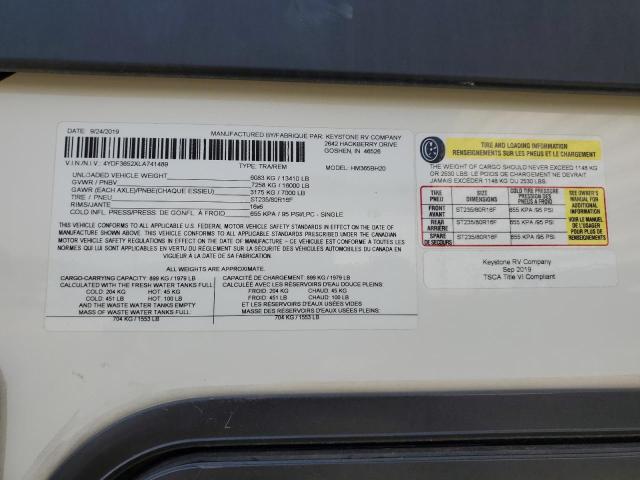 DATE: 9/24/2019
MANUFACTURED BY/FABRIQUE PAR: KEYSTONE RV COMPANY
2642 HACKBERRY DRIVE
GOSHEN, IN 46526
V.I.N./N.I.V.: 4YDF3652XLA741489
TYPE: TRA/REM
MODEL: HM365BH20
UNLOADED VEHICLE WEIGHT 6083 KG / 13410 LB
GVWR / PNBV 7258 KG / 16000 LB
GAWR (EACH AXLE)/PNBE(CHAQUE ESSIEU) 3175 KG / 7000 LB
TIRE / PNEU ST235/80R16F
RIMS/JANTE 16x6
COLD INFL. PRESS/PRESS. DE GONFL. À FROID 655 KPA / 95 PSI/LPC - SINGLE
THIS VEHICLE CONFORMS TO ALL APPLICABLE U.S. FEDERAL MOTOR VEHICLE SAFETY STANDARDS IN EFFECT ON THE
DATE OF MANUFACTURE SHOWN ABOVE. THIS VEHICLE CONFORMS TO ALL APPLICABLE STANDARDS PRESCRIBED UNDER THE CANADIAN
MOTOR VEHICLE SAFETY REGULATIONS IN EFFECT ON THE DATE OF MANUFACTURE. / CE VÉHICULE EST CONFORME À TOUTES LES NORMES
QUI LUI SONT APPLICABLES EN VERTU DU RÈGLEMENT SUR LA SÉCURITÉ DES VÉHICULES AUTOMOBILES DU CANADA EN
VIGUEUR À LA DATE DE SA FABRICATION.
ALL WEIGHTS ARE APPROXIMATE.
CARGO-CARRYING CAPACITY: 899 KG / 1979 LB
CALCULATED WITH THE FRESH WATER TANKS FULL
COLD: 204 KG HOT: 45 KG
COLD: 451 LB HOT: 100 LB
AND THE WASTE WATER TANKS EMPTY
MASS OF WASTE WATER TANKS FULL:
704 KG / 1553 LB
CAPACITÉ DE CHARGEMENT: 899 KG / 1979 LB
CALCULÉE AVEC LES RÉSERVOIRS D'EAU DOUCE PLEINS
FROID: 204 KG CHAUD: 45 KG
FROID: 451 LB CHAUD: 100 LB
ET LES RÉSERVOIRS D'EAUX USÉES VIDES
MASSE DES RÉSERVOIRS D'EAUX USÉES PLEINS:
704 KG / 1553 LB
TIRE AND LOADING INFORMATION
RENSEIGNEMENTS SUR LES PNEUS ET LE CHARGEMENT
THE WEIGHT OF CARGO SHOULD NEVER EXCEED 1148 KG
OR 2530 LBS. / LE POIDS DU CHARGEMENT NE DEVRAIT
JAMAIS EXCÉDER 1148 KG OU 2530 LBS.
TIRE
PNEU
SIZE
DIMENSIONS
COLD TIRE PRESSURE
PRESSION DES
PNEUS À FROID
FRONT
AVANT
ST235/80R16F
655 KPA /95 PSI
REAR
ARRIÈRE
ST235/80R16F
655 KPA /95 PSI
SPARE
DE SECOURS
ST235/80R16F
655 KPA /95 PSI
SEE OWNER'S
MANUAL FOR
ADDITIONAL
INFORMATION
VOIR LE MANUEL
DE L'USAGER
POUR PLUS DE
RENSEIGNEMENTS
Keystone RV Company
Sep 2019
TSCA Title VI Compliant